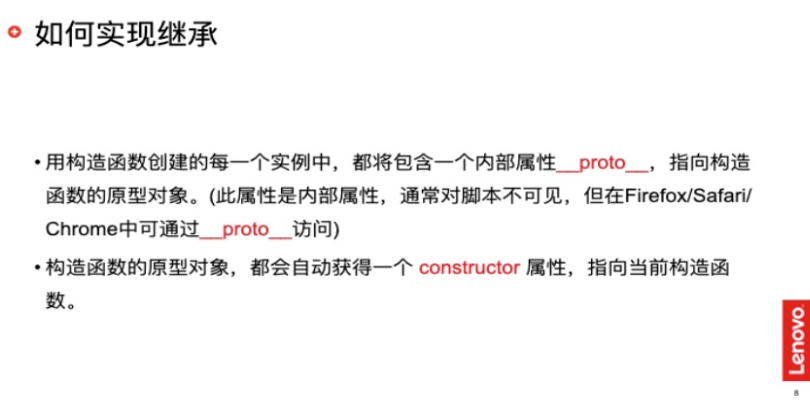 如何实现继承
• 用构造函数创建的每一个实例中，都将包含一个内部属性__proto__，指向构造
函数的原型对象。(此属性是内部属性，通常对脚本不可见，但在Firefox/Safari/
Chrome中可通过__proto__访问)
• 构造函数的原型对象，都会自动获得一个 constructor 属性，指向当前构造函
数。
Lenovo
8